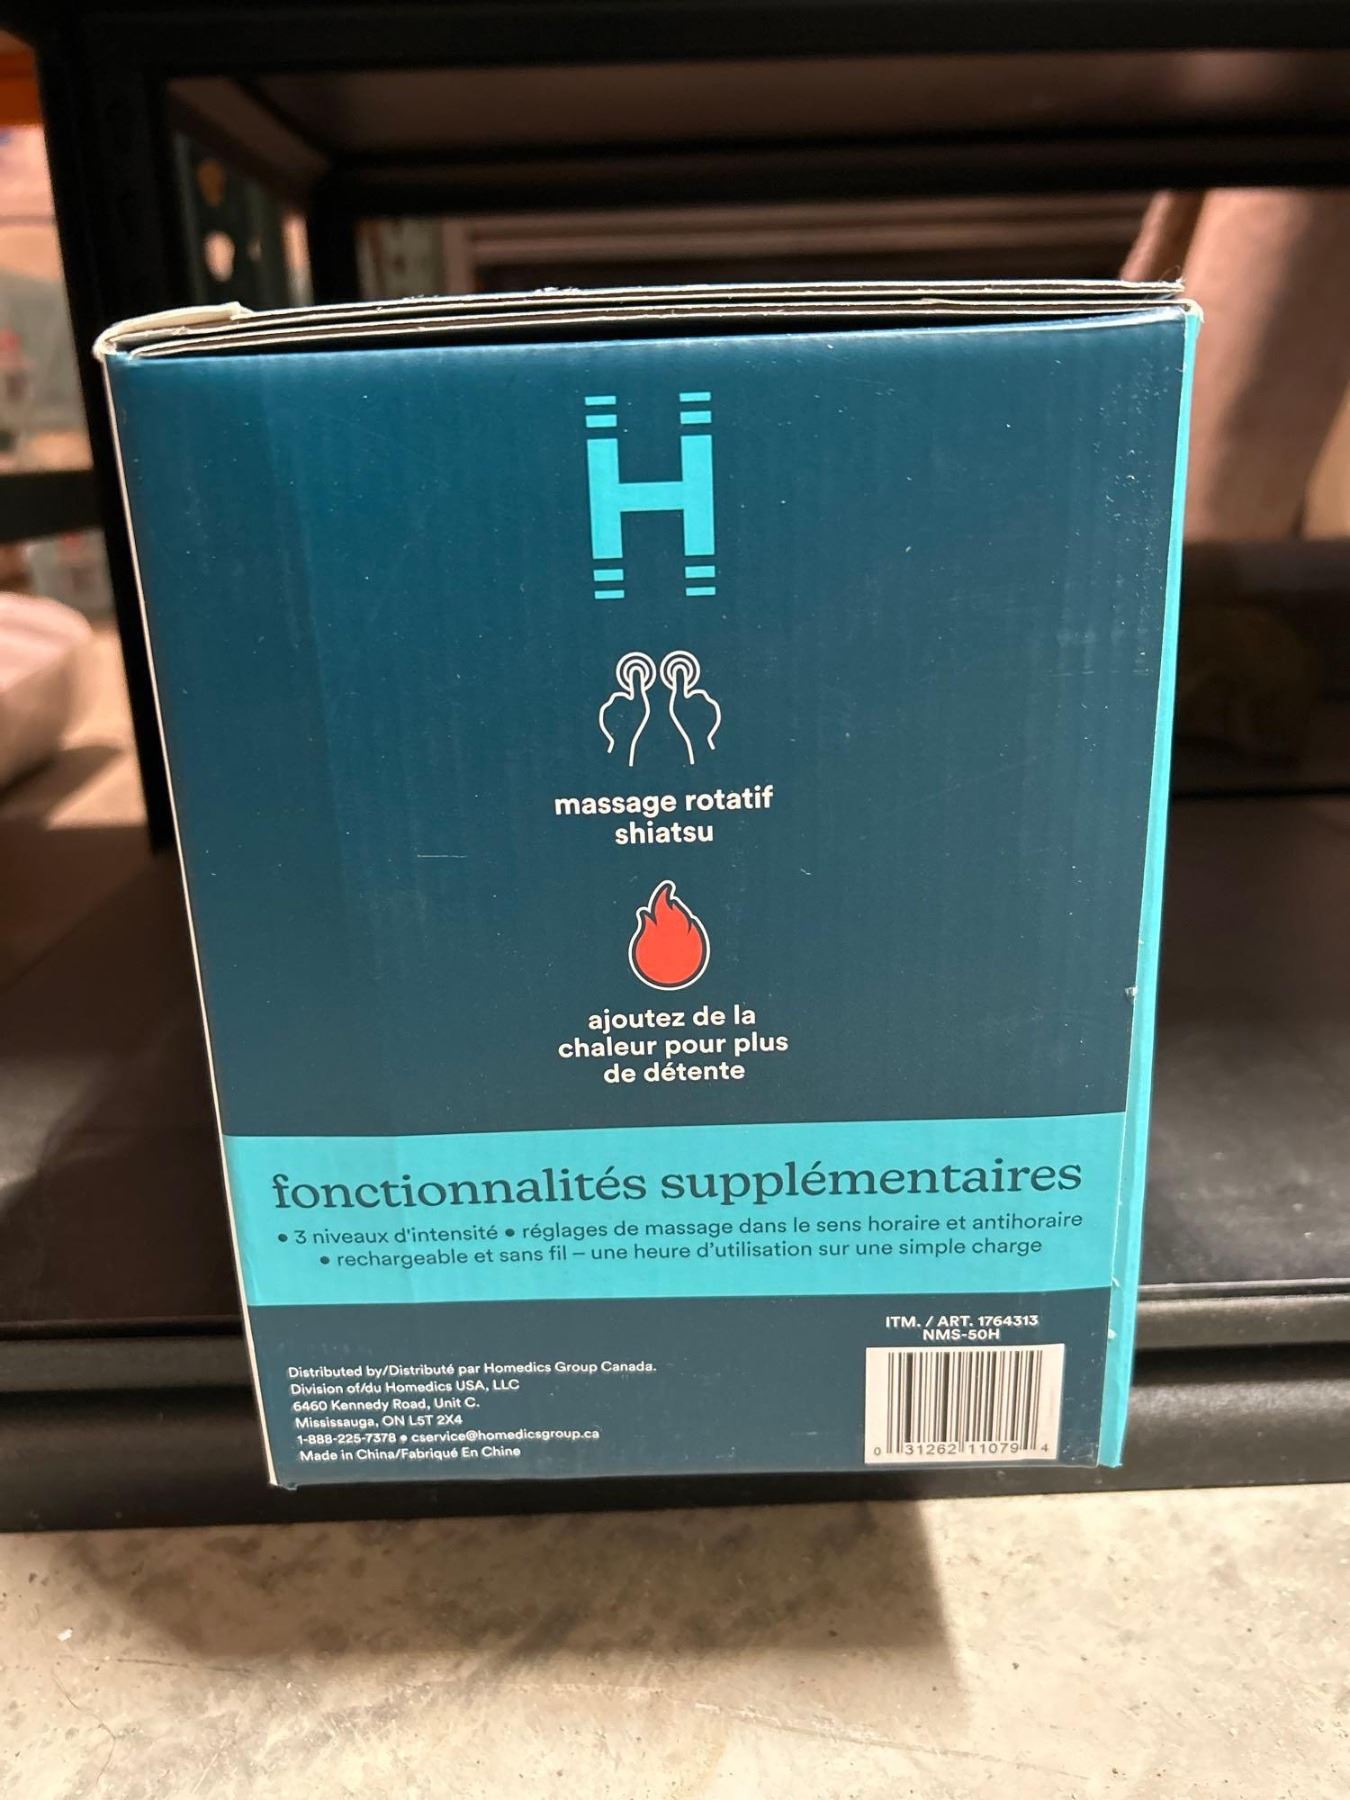 H
massage rotatif
shiatsu
ajoutez de la
chaleur pour plus
de détente
fonctionnalités supplémentaires
• 3 niveaux d'intensité • réglages de massage dans le sens horaire et antihoraire
• rechargeable et sans fil – une heure d’utilisation sur une simple charge
ITM. / ART. 1764313
NMS-50H
Distributed by/Distribué par Homedics Group Canada.
Division of/du Homedics USA, LLC
6460 Kennedy Road, Unit C.
Mississauga, ON L5T 2X4
1-888-225-7378 • cservice@homedicsgroup.ca
Made in China/Fabriqué En Chine
0 31262 11079 4